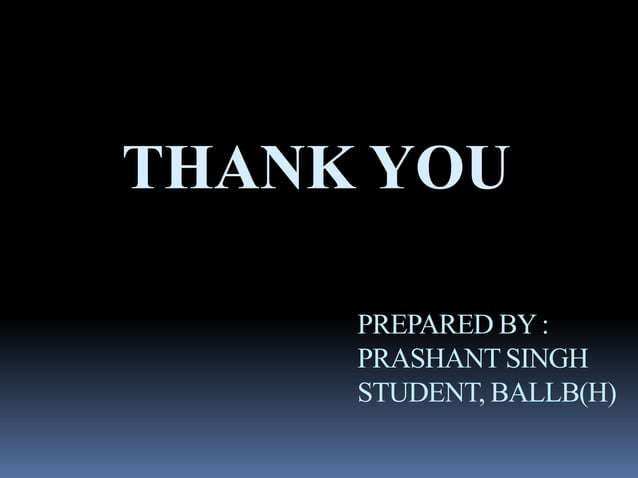 THANK YOU
PREPARED BY :
PRASHANT SINGH
STUDENT, BALLB(H)